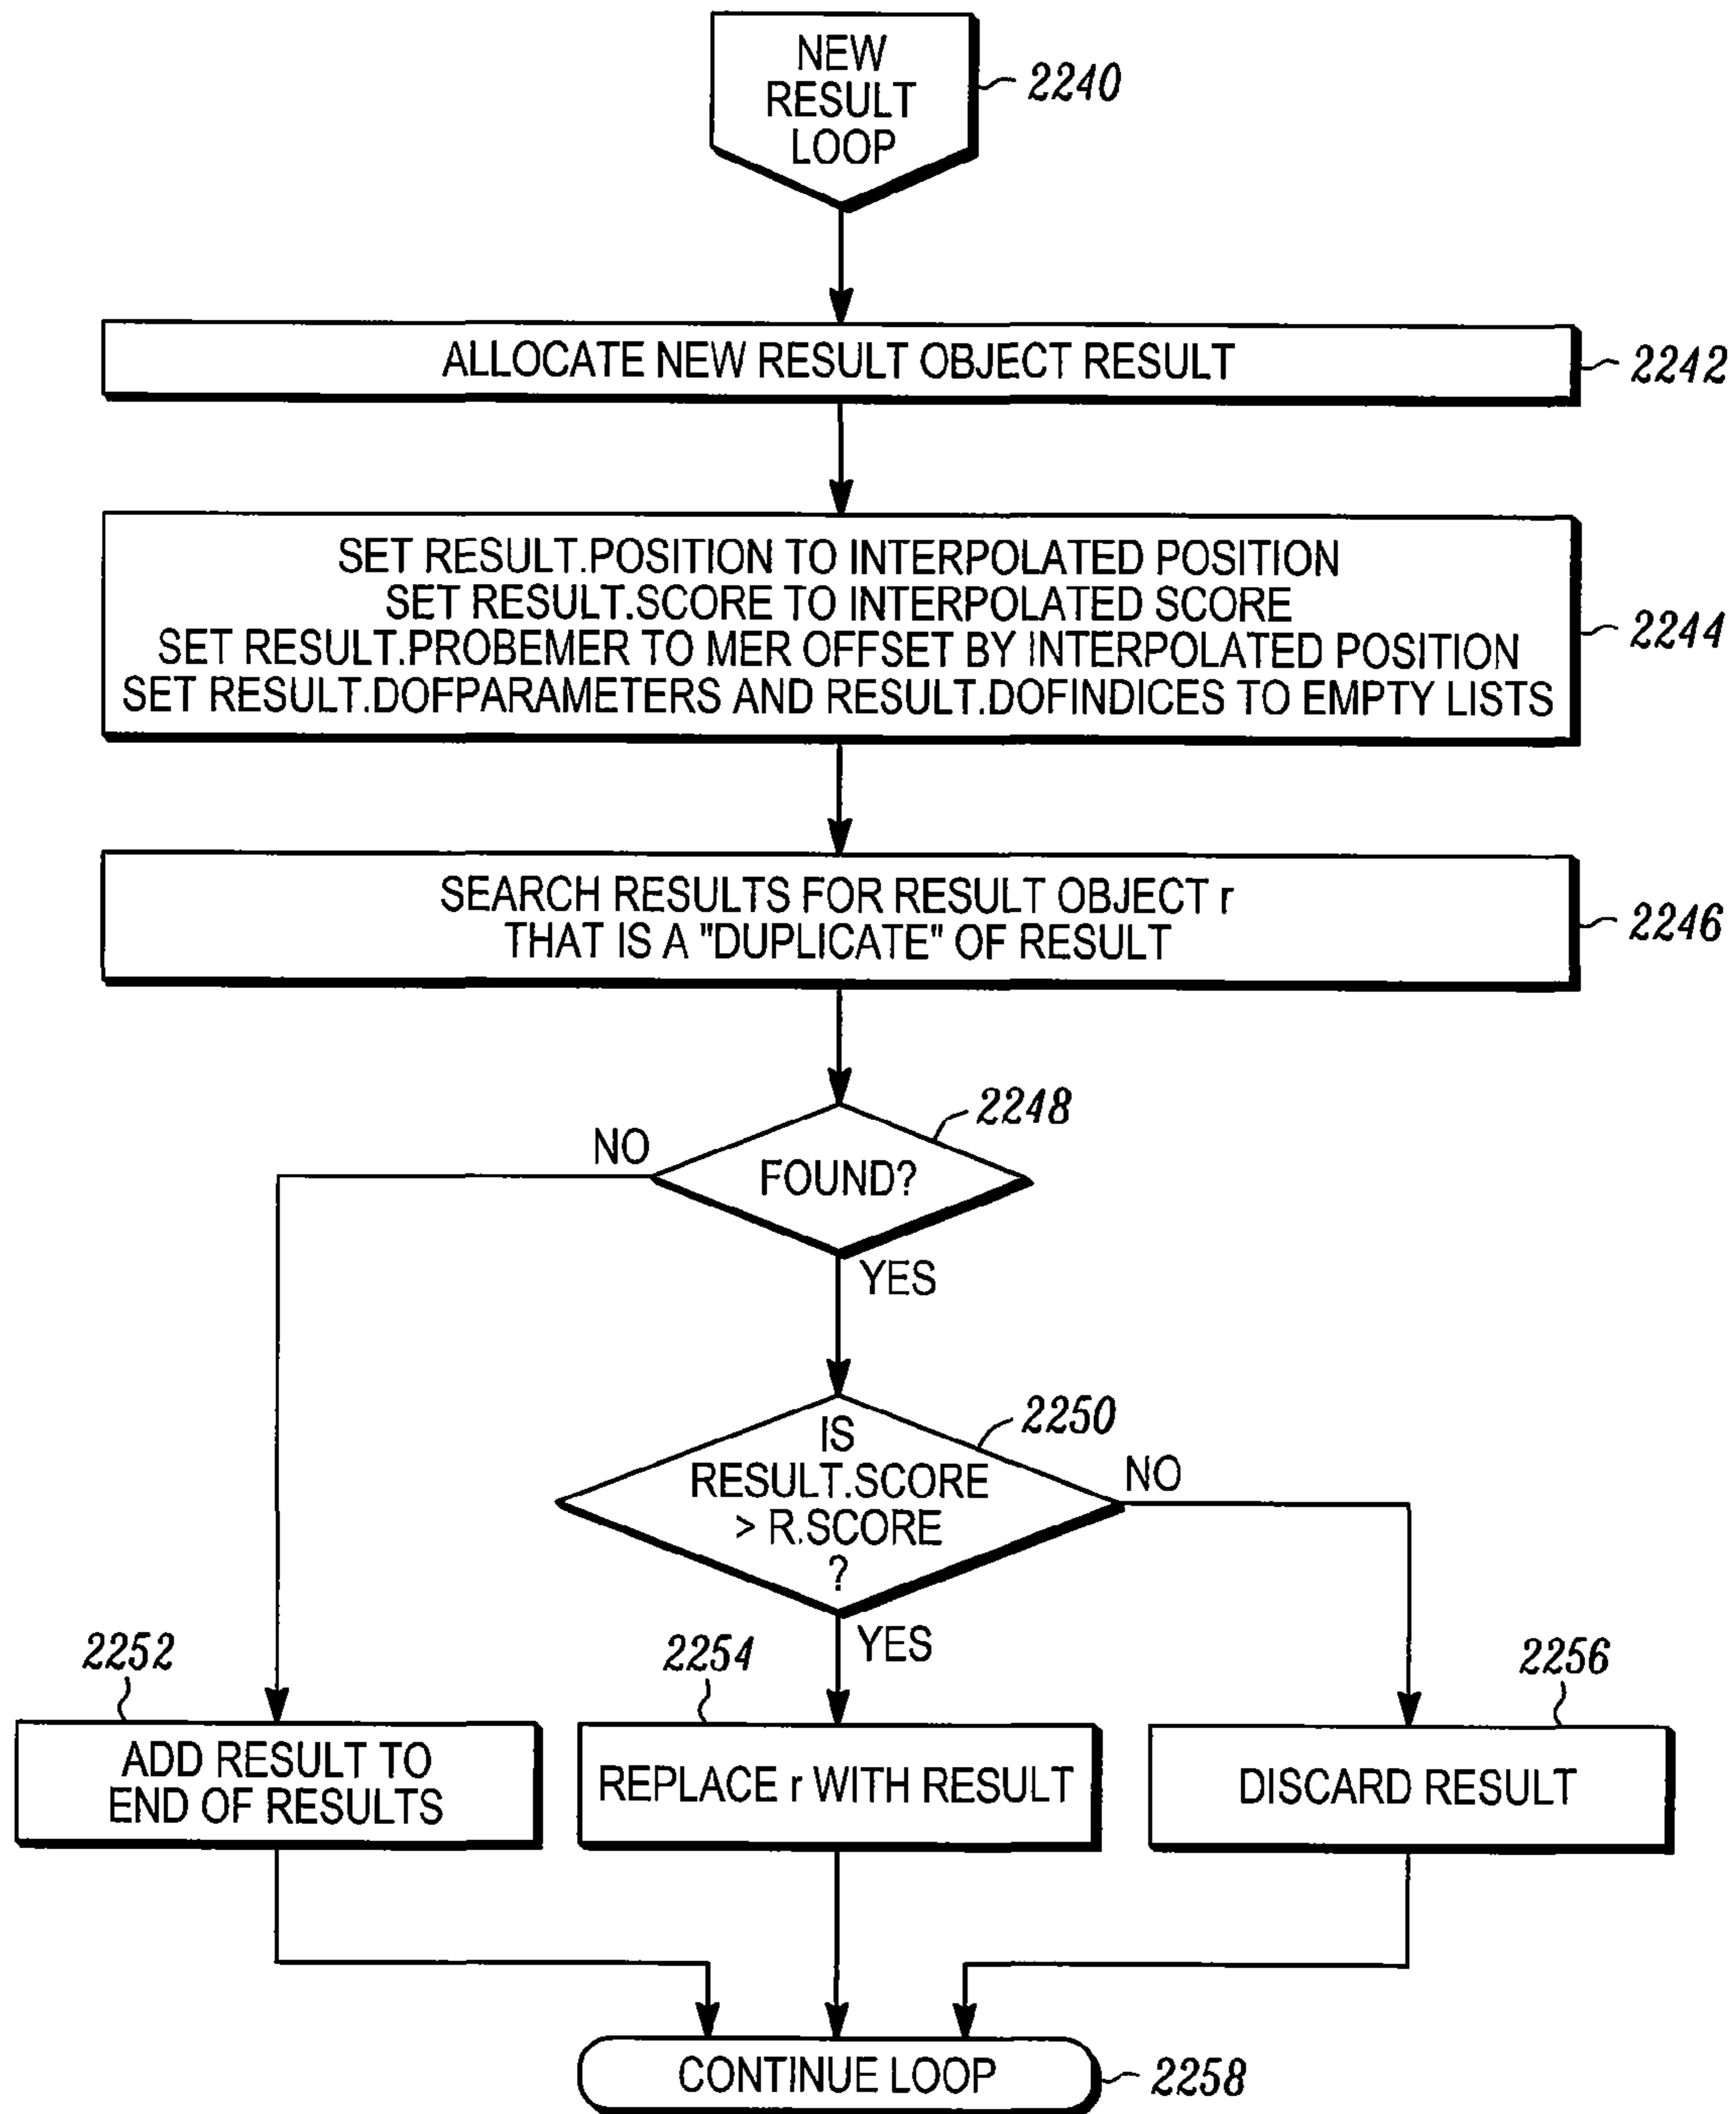 NEW
RESULT
LOOP
2240
ALLOCATE NEW RESULT OBJECT RESULT
2242
SET RESULT.POSITION TO INTERPOLATED POSITION
SET RESULT.SCORE TO INTERPOLATED SCORE
SET RESULT.PROBEMER TO MER OFFSET BY INTERPOLATED POSITION
SET RESULT.DOFPARAMETERS AND RESULT.DOFINDICES TO EMPTY LISTS
2244
SEARCH RESULTS FOR RESULT OBJECT r
THAT IS A "DUPLICATE" OF RESULT
2246
2248
NO
FOUND?
YES
2250
IS
RESULT.SCORE
> R.SCORE
?
NO
YES
2252
2254
2256
ADD RESULT TO
END OF RESULTS
REPLACE r WITH RESULT
DISCARD RESULT
CONTINUE LOOP
2258